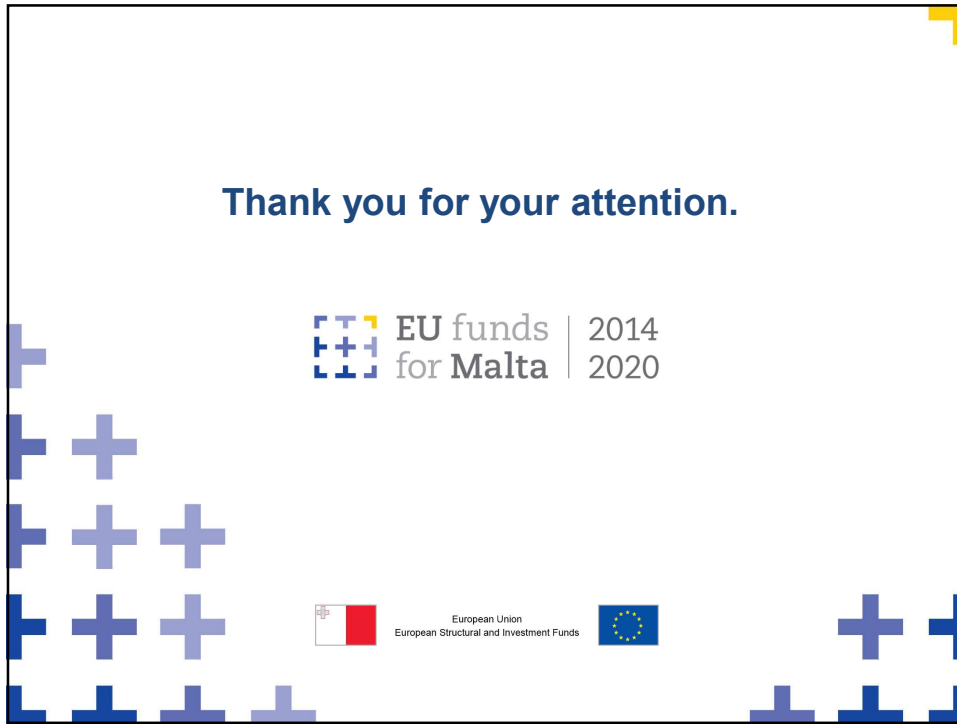 Thank you for your attention.
EU funds 2014
for Malta 2020
European Union
European Structural and Investment Funds